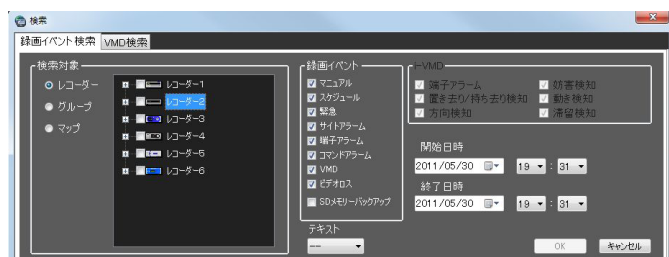 検索
録画イベント検索 VMD検索
検索対象
レコーダー
グループ
マップ
レコーダー1
レコーダー2
レコーダー3
レコーダー4
レコーダー5
レコーダー6
録画イベント
マニュアル
スケジュール
緊急
サイトアラーム
端子アラーム
コマンドアラーム
VMD
ビデオロス
SDメモリーバックアップ
テキスト
--
i-VMD
端子アラーム 妨害検知
置き去り/持ち去り検知 動き検知
方向検知 滞留検知
開始日時
2011/05/30 19 : 31
終了日時
2011/05/30 19 : 31
OK キャンセル